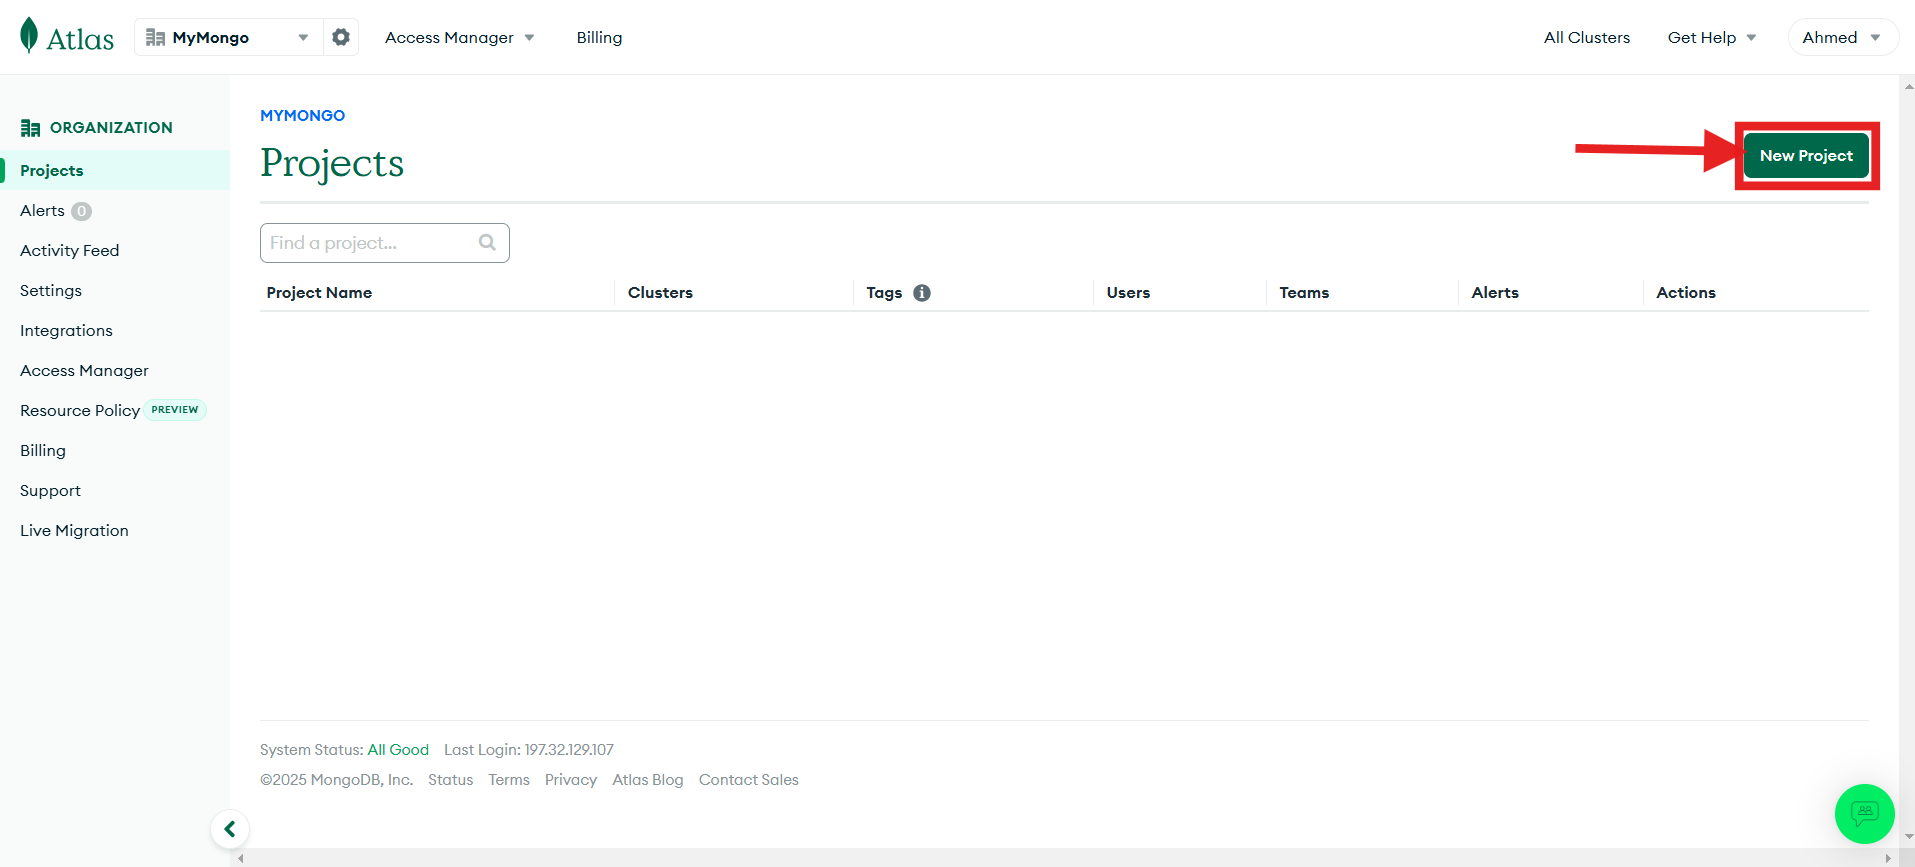 Atlas
MyMongo
Access Manager
Billing
All Clusters
Get Help
Ahmed
ORGANIZATION
Projects
Alerts 0
Activity Feed
Settings
Integrations
Access Manager
Resource Policy PREVIEW
Billing
Support
Live Migration
MYMONGO
Projects
New Project
Find a project...
Project Name Clusters Tags Users Teams Alerts Actions
System Status: All Good Last Login: 197.32.129.107
©2025 MongoDB, Inc. Status Terms Privacy Atlas Blog Contact Sales